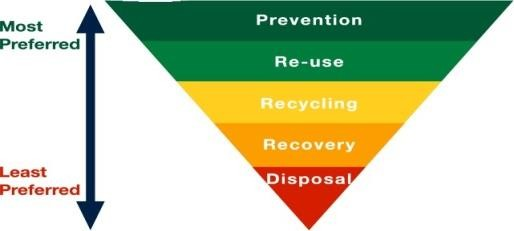 Most
Preferred
Prevention
Re-use
Recycling
Recovery
Disposal
Least
Preferred